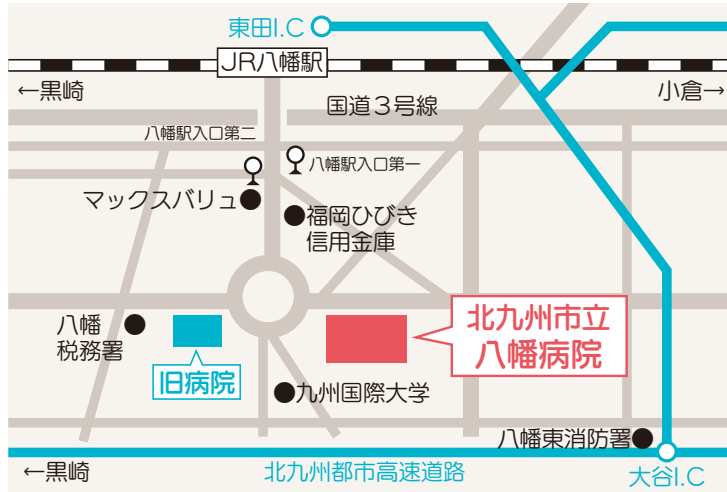 東田I.C
JR八幡駅
←黒崎
小倉→
国道3号線
八幡駅入口第二
八幡駅入口第一
マックスバリュ
福岡ひびき
信用金庫
北九州市立
八幡病院
八幡
税務署
旧病院
九州国際大学
八幡東消防署
←黒崎
北九州都市高速道路
大谷I.C